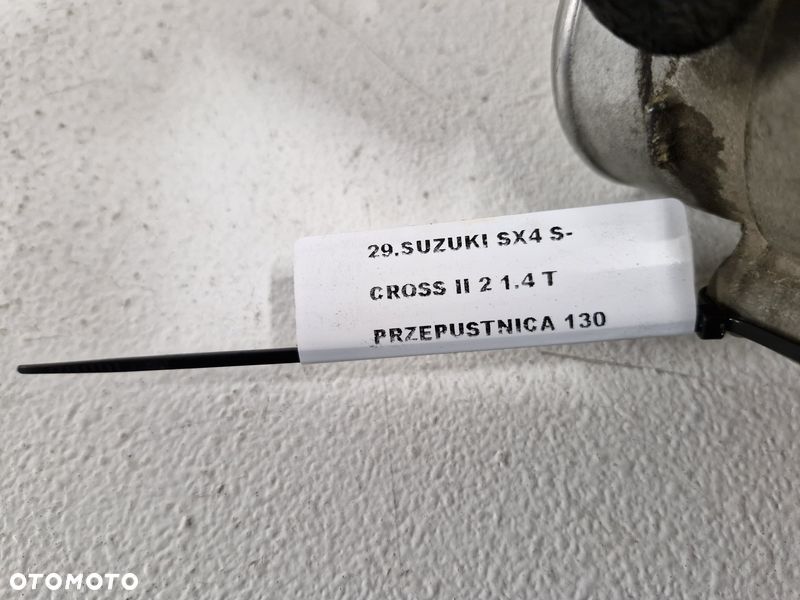 29.SUZUKI SX4 S-
CROSS II 2 1.4 T
PRZEPUSTNICA 130
OTOMOTO